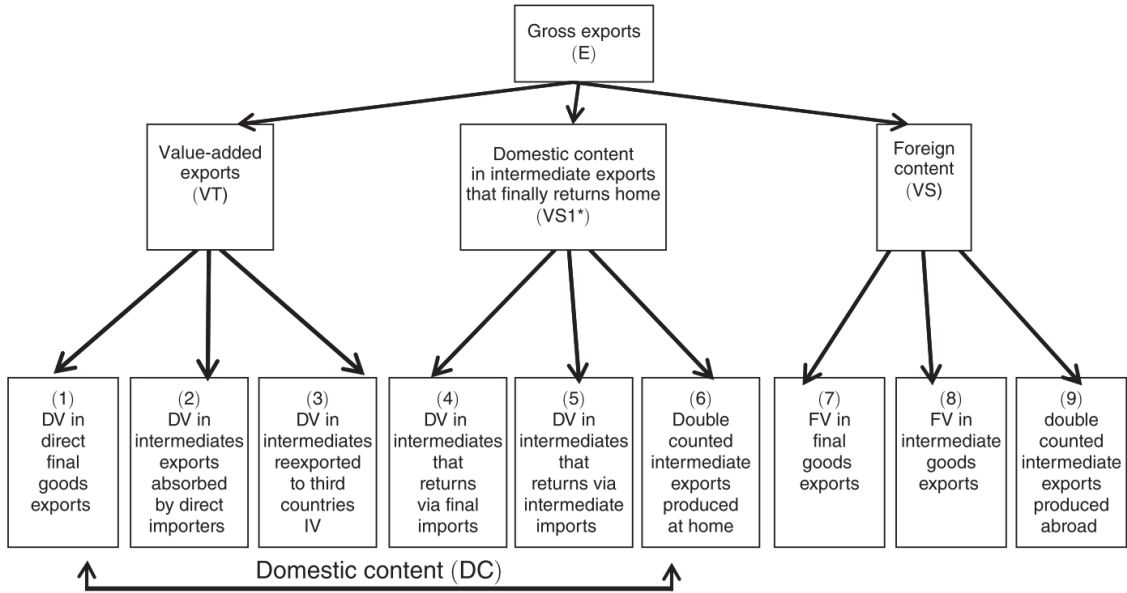 Gross exports
(E)
Value-added
exports
(VT)
Domestic content
in intermediate exports
that finally returns home
(VS1*)
Foreign
content
(VS)
(1)
DV in
direct
final
goods
exports
(2)
DV in
intermediates
exports
absorbed
by direct
importers
(3)
DV in
intermediates
reexported
to third
countries
IV
(4)
DV in
intermediates
that
returns
via final
imports
(5)
DV in
intermediates
that
returns via
intermediate
imports
(6)
Double
counted
intermediate
exports
produced
at home
(7)
FV in
final
goods
exports
(8)
FV in
intermediate
goods
exports
(9)
double
counted
intermediate
exports
produced
abroad
Domestic content (DC)